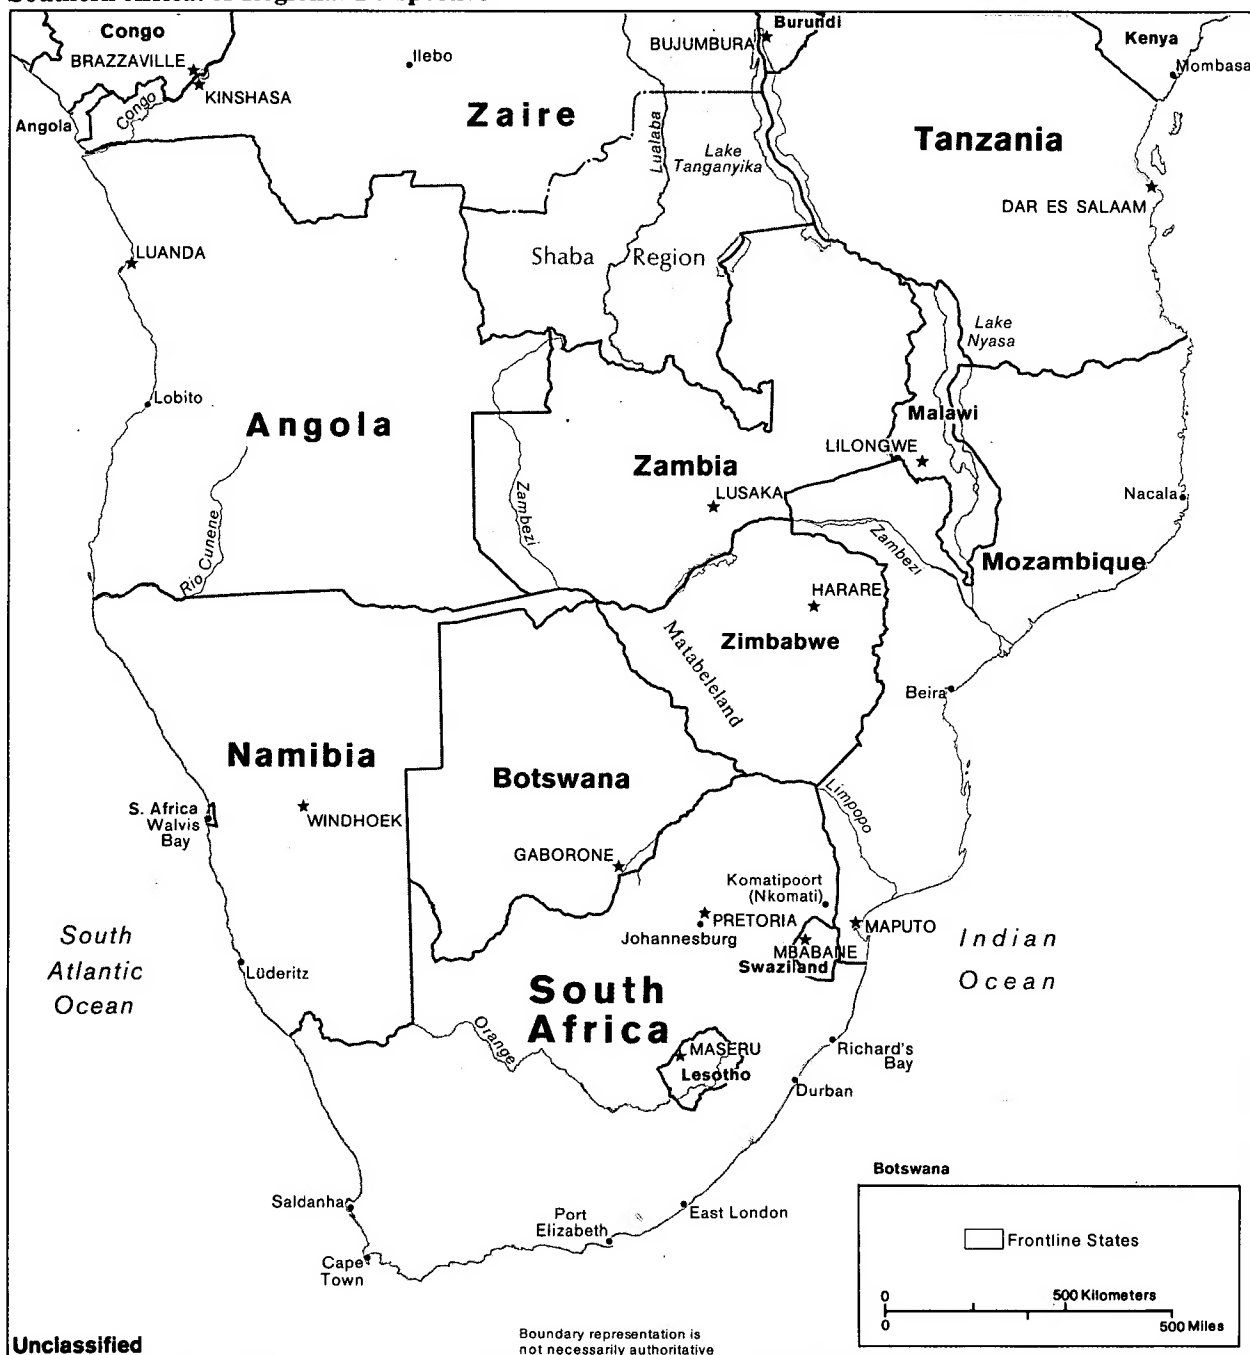 Congo
BRAZZAVILLE
KINSHASA
Congo
Angola
Ilebo
Zaire
BUJUMBURA
Burundi
Kenya
Mombasa
Lualaba
Lake
Tanganyika
Tanzania
DAR ES SALAAM
LUANDA
Shaba Region
Lake
Nyasa
Lobito
Angola
Rio Cunene
Zambezi
Zambia
LUSAKA
Malawi
LILONGWE
Nacala
Zambezi
Mozambique
HARARE
Zimbabwe
Matabeleland
Beira
Namibia
S. Africa
Walvis
Bay
WINDHOEK
Botswana
GABORONE
Limpopo
Komatipoort
(Nkomati)
PRETORIA
Johannesburg
MAPUTO
MBABANE
Swaziland
South
Atlantic
Ocean
Indian
Ocean
Lüderitz
South
Africa
Orange
MASERU
Lesotho
Richard's
Bay
Durban
Saldanha
Cape
Town
Port
Elizabeth
East London
Botswana
Frontline States
0 500 Kilometers
0 500 Miles
Unclassified
Boundary representation is
not necessarily authoritative